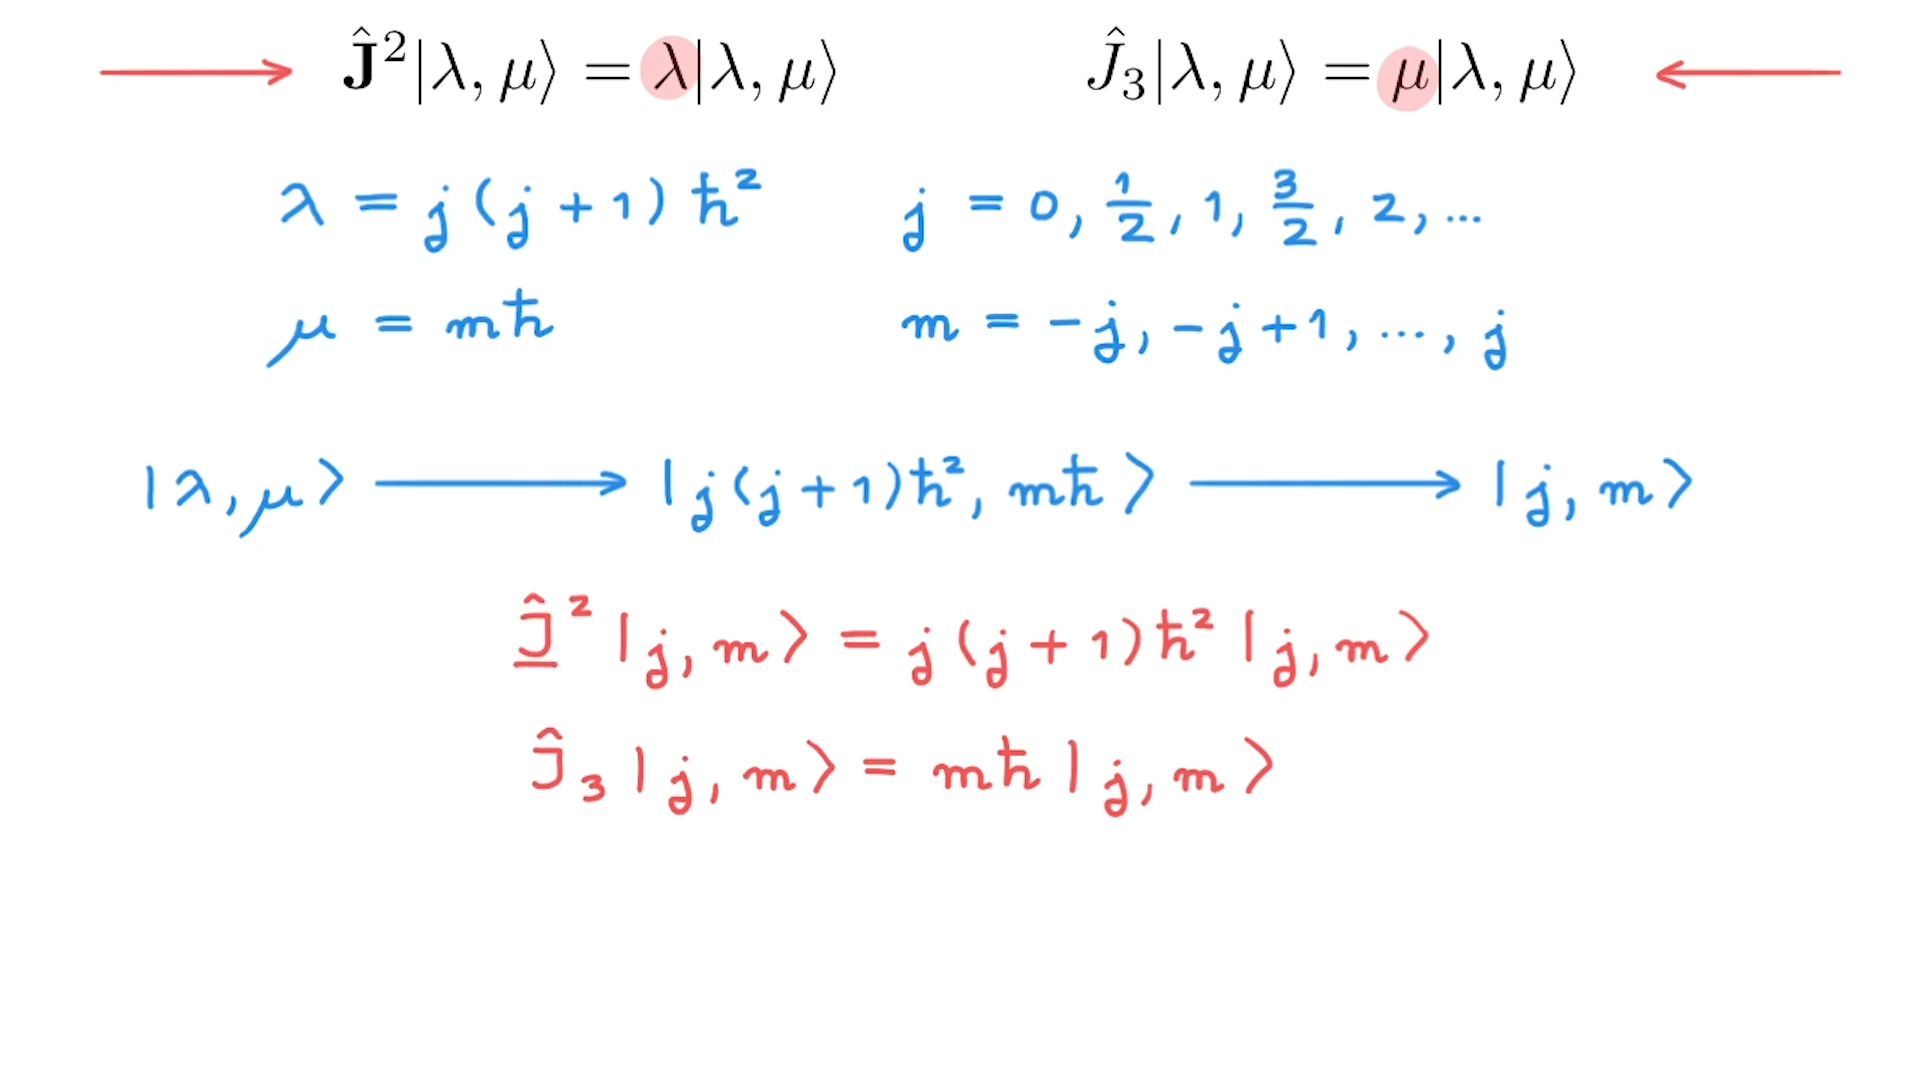 Ĵ²|λ, μ⟩ = λ|λ, μ⟩ Ĵ₃|λ, μ⟩ = μ|λ, μ⟩
λ = j(j+1)ħ² j = 0, 1/2, 1, 3/2, 2, ...
μ = mħ m = -j, -j+1, ..., j
|λ, μ⟩ ⟶ |j(j+1)ħ², mħ⟩ ⟶ |j, m⟩
Ĵ² |j, m⟩ = j(j+1)ħ² |j, m⟩
Ĵ₃ |j, m⟩ = mħ |j, m⟩